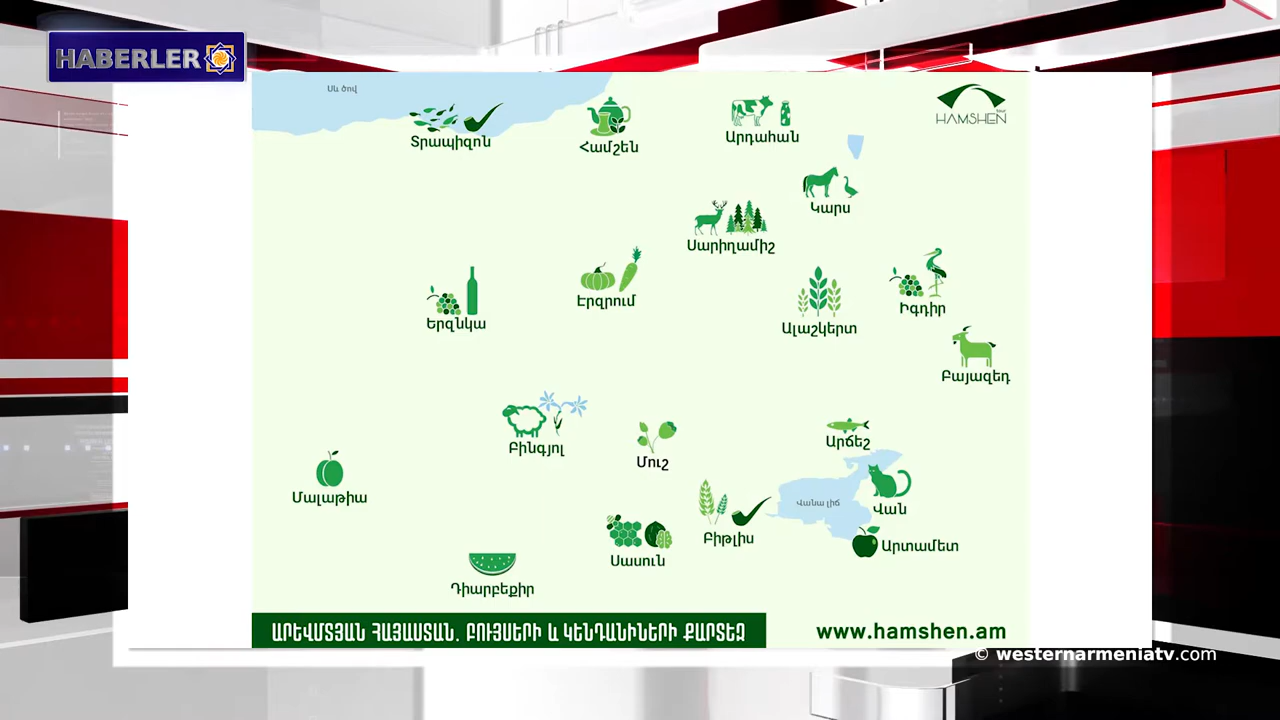 HABERLER
Սև ծով
HAMSHEN
tour
Տրապիզոն
Համշեն
Արդահան
Կարս
Սարիղամիշ
Երզնկա
Էրզրում
Ալաշկերտ
Իգդիր
Բայազեդ
Բինգյոլ
Մուշ
Արճեշ
Մալաթիա
Վանա լիճ
Վան
Սասուն
Բիթլիս
Արտամետ
Դիարբեքիր
ԱՐԵՎՄՏՅԱՆ ՀԱՅԱՍՏԱՆ. ԲՈՒՅՍԵՐԻ և ԿԵՆԴԱՆԻՆԵՐԻ ՔԱՐՏԵԶ
www.hamshen.am
© westernarmeniatv.com